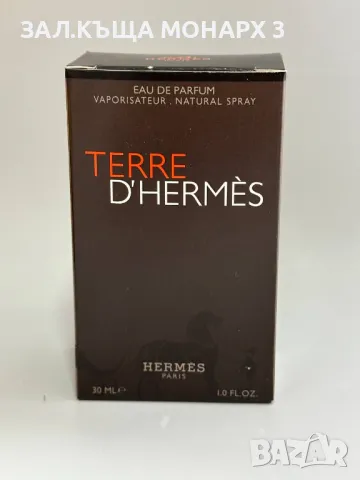 ЗАЛ.КЪЩА МОНАРХ 3
EAU DE PARFUM
VAPORISATEUR . NATURAL SPRAY
TERRE
D'HERMÈS
HERMÈS
PARIS
30 ML℮ 1.0 FL.OZ.
BAZAR